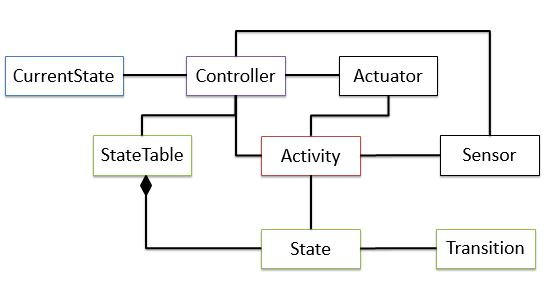 CurrentState
Controller
Actuator
StateTable
Activity
Sensor
State
Transition